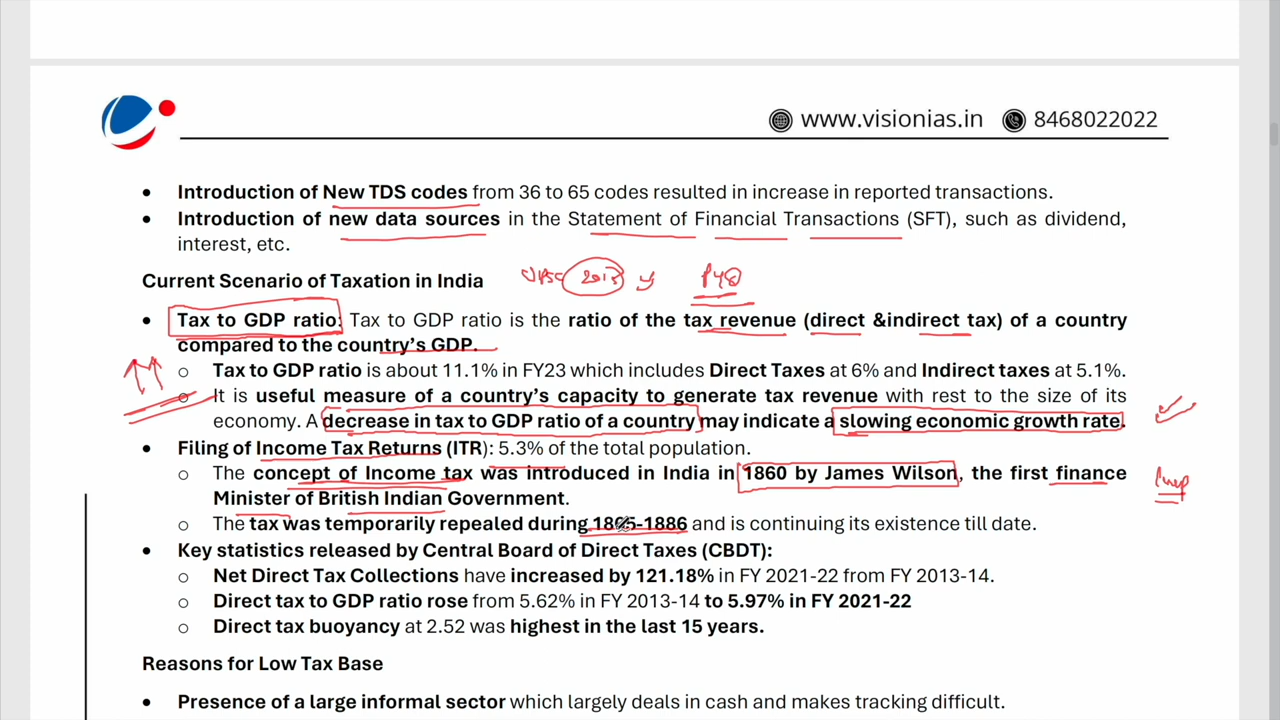 www.visionias.in 8468022022
• Introduction of New TDS codes from 36 to 65 codes resulted in increase in reported transactions.
• Introduction of new data sources in the Statement of Financial Transactions (SFT), such as dividend,
interest, etc.
Current Scenario of Taxation in India UPSC 2015 PYQ
• Tax to GDP ratio: Tax to GDP ratio is the ratio of the tax revenue (direct &indirect tax) of a country
compared to the country's GDP.
○ Tax to GDP ratio is about 11.1% in FY23 which includes Direct Taxes at 6% and Indirect taxes at 5.1%.
○ It is useful measure of a country's capacity to generate tax revenue with rest to the size of its
economy. A decrease in tax to GDP ratio of a country may indicate a slowing economic growth rate.
• Filing of Income Tax Returns (ITR): 5.3% of the total population.
○ The concept of Income tax was introduced in India in 1860 by James Wilson, the first finance
Minister of British Indian Government.
○ The tax was temporarily repealed during 1865-1886 and is continuing its existence till date.
• Key statistics released by Central Board of Direct Taxes (CBDT):
○ Net Direct Tax Collections have increased by 121.18% in FY 2021-22 from FY 2013-14.
○ Direct tax to GDP ratio rose from 5.62% in FY 2013-14 to 5.97% in FY 2021-22
○ Direct tax buoyancy at 2.52 was highest in the last 15 years.
Reasons for Low Tax Base
• Presence of a large informal sector which largely deals in cash and makes tracking difficult.